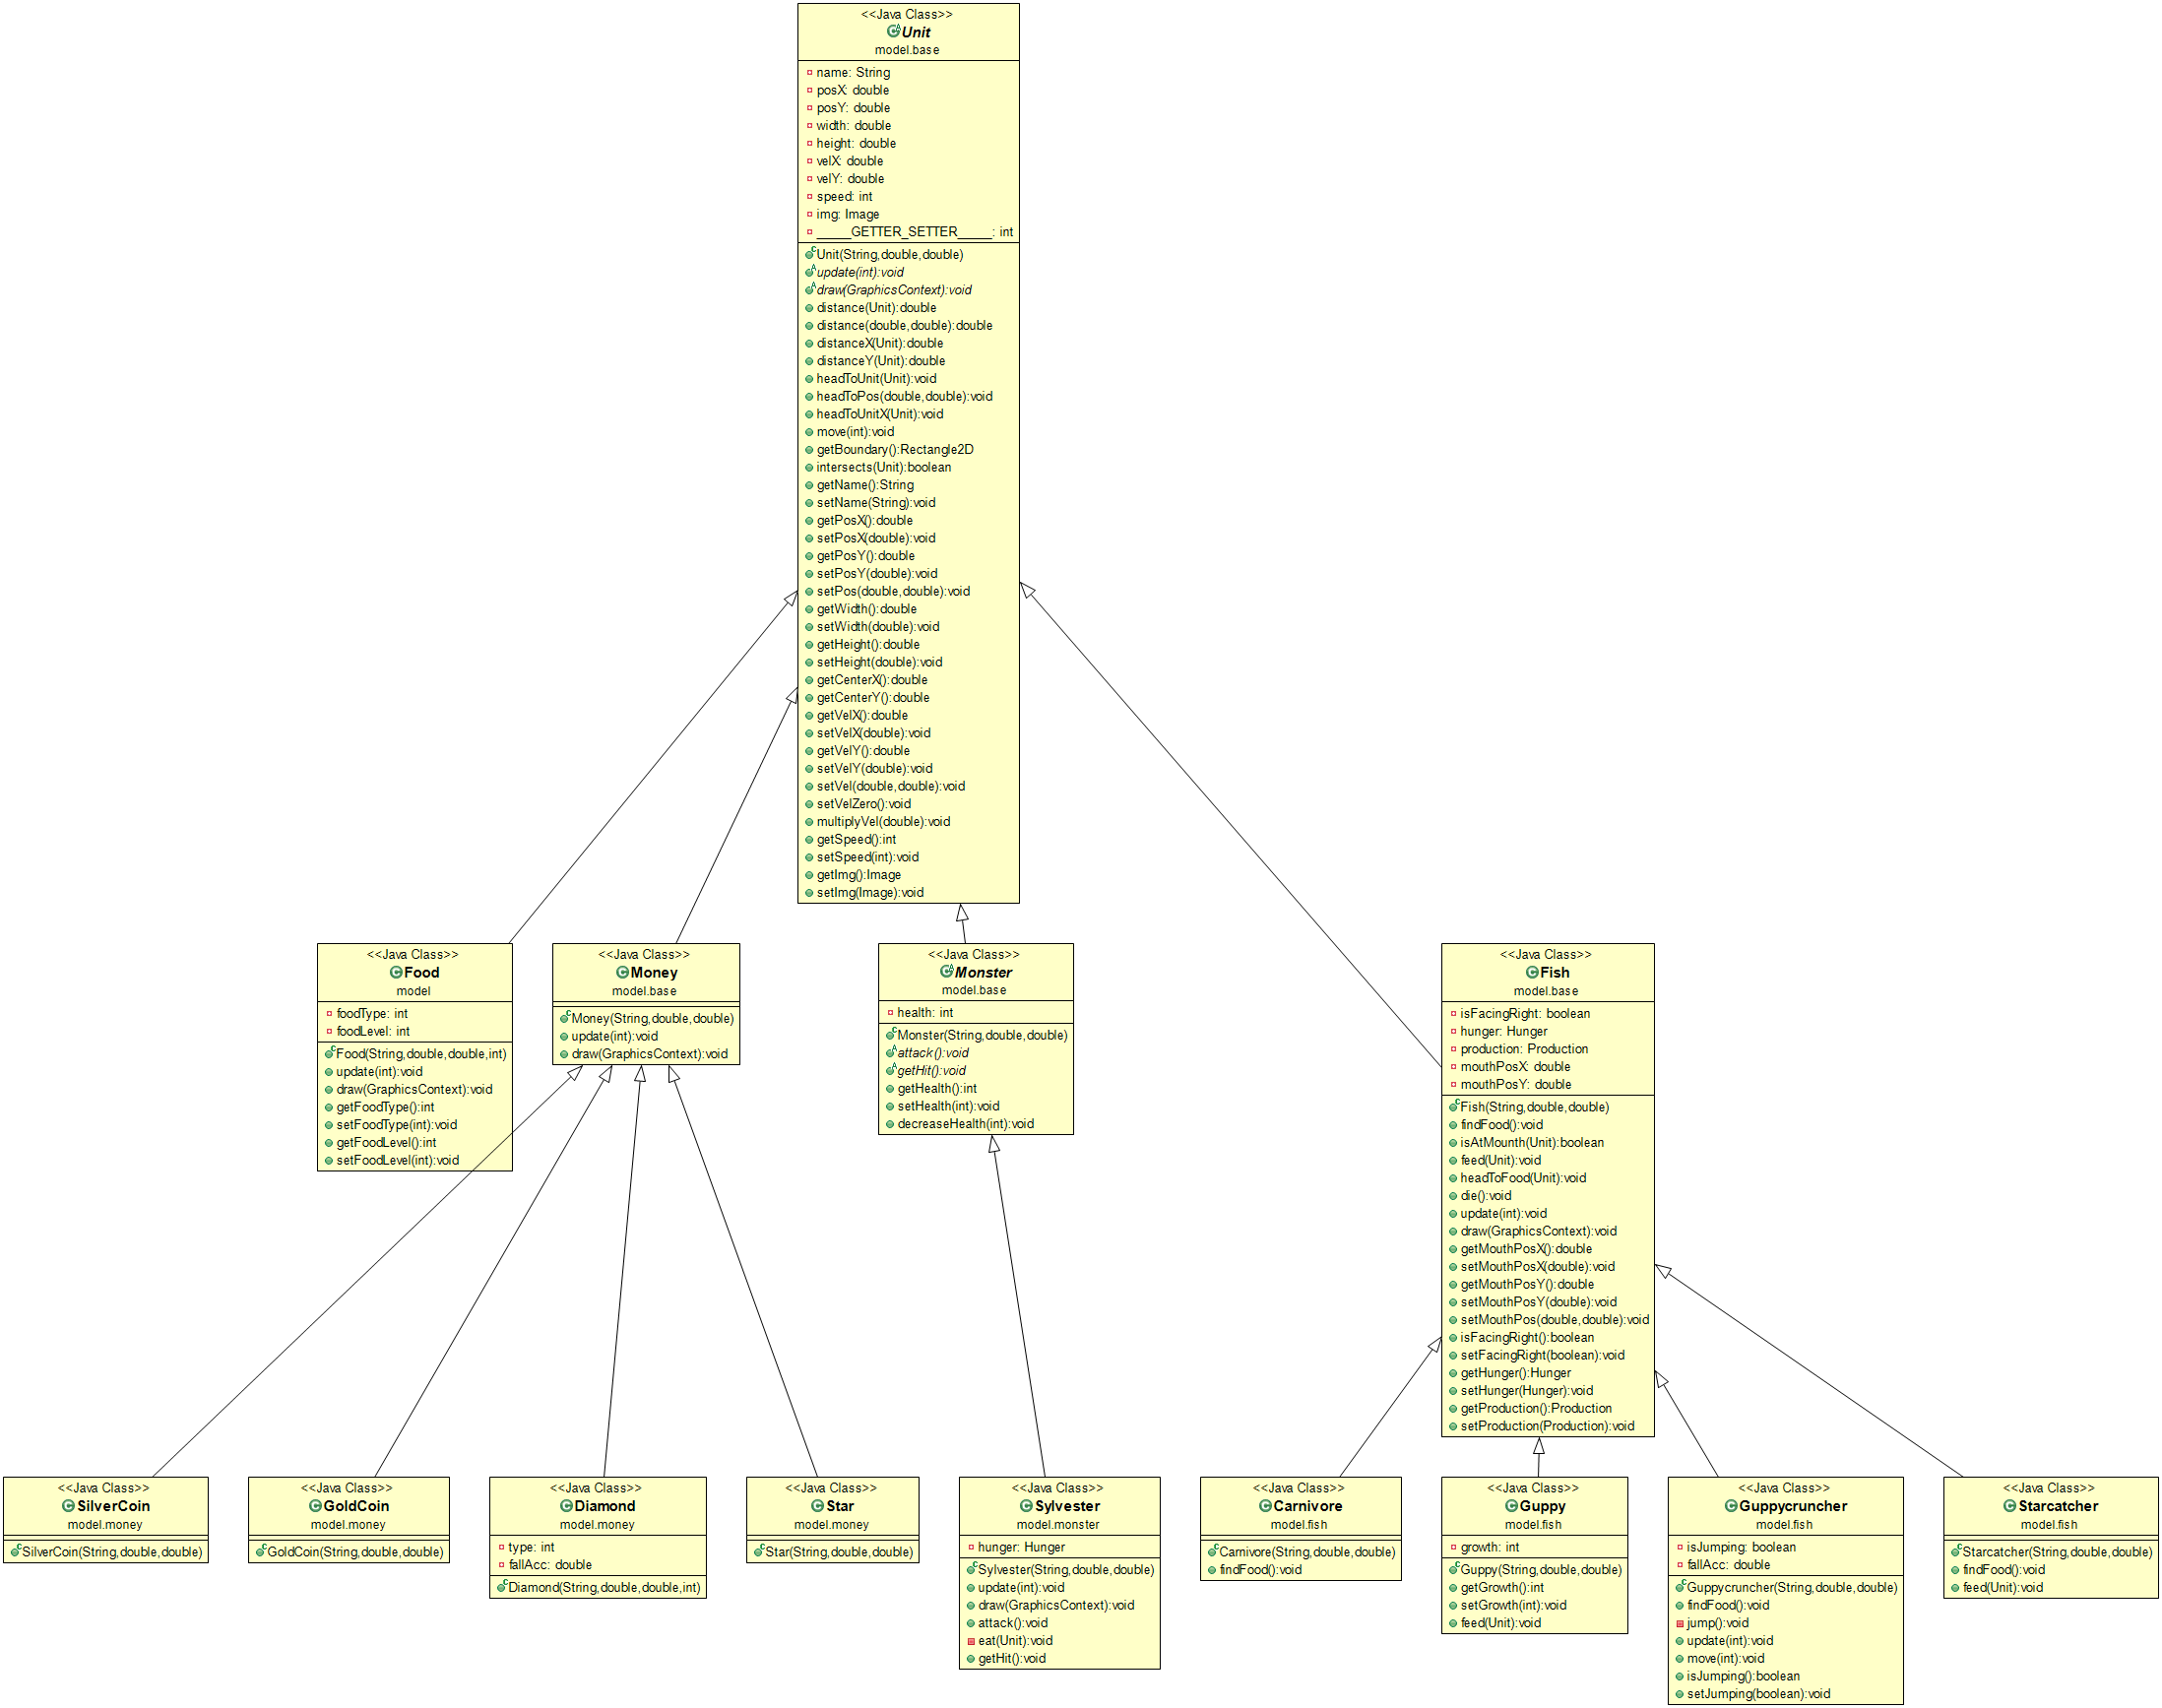 <<Java Class>>
Unit
model.base
name: String
posX: double
posY: double
width: double
height: double
velX: double
velY: double
speed: int
img: Image
_____GETTER_SETTER_____: int
Unit(String,double,double)
update(int):void
draw(GraphicsContext):void
distance(Unit):double
distance(double,double):double
distanceX(Unit):double
distanceY(Unit):double
headToUnit(Unit):void
headToPos(double,double):void
headToUnitX(Unit):void
move(int):void
getBoundary():Rectangle2D
intersects(Unit):boolean
getName():String
setName(String):void
getPosX():double
setPosX(double):void
getPosY():double
setPosY(double):void
setPos(double,double):void
getWidth():double
setWidth(double):void
getHeight():double
setHeight(double):void
getCenterX():double
getCenterY():double
getVelX():double
setVelX(double):void
getVelY():double
setVelY(double):void
setVel(double,double):void
setVelZero():void
multiplyVel(double):void
getSpeed():int
setSpeed(int):void
getImg():Image
setImg(Image):void
<<Java Class>>
Food
model
foodType: int
foodLevel: int
Food(String,double,double,int)
update(int):void
draw(GraphicsContext):void
getFoodType():int
setFoodType(int):void
getFoodLevel():int
setFoodLevel(int):void
<<Java Class>>
Money
model.base
Money(String,double,double)
update(int):void
draw(GraphicsContext):void
<<Java Class>>
Monster
model.base
health: int
Monster(String,double,double)
attack():void
getHit():void
getHealth():int
setHealth(int):void
decreaseHealth(int):void
<<Java Class>>
Fish
model.base
isFacingRight: boolean
hunger: Hunger
production: Production
mouthPosX: double
mouthPosY: double
Fish(String,double,double)
findFood():void
isAtMounth(Unit):boolean
feed(Unit):void
headToFood(Unit):void
die():void
update(int):void
draw(GraphicsContext):void
getMouthPosX():double
setMouthPosX(double):void
getMouthPosY():double
setMouthPosY(double):void
setMouthPos(double,double):void
isFacingRight():boolean
setFacingRight(boolean):void
getHunger():Hunger
setHunger(Hunger):void
getProduction():Production
setProduction(Production):void
<<Java Class>>
SilverCoin
model.money
SilverCoin(String,double,double)
<<Java Class>>
GoldCoin
model.money
GoldCoin(String,double,double)
<<Java Class>>
Diamond
model.money
type: int
fallAcc: double
Diamond(String,double,double,int)
<<Java Class>>
Star
model.money
Star(String,double,double)
<<Java Class>>
Sylvester
model.monster
hunger: Hunger
Sylvester(String,double,double)
update(int):void
draw(GraphicsContext):void
attack():void
eat(Unit):void
getHit():void
<<Java Class>>
Carnivore
model.fish
Carnivore(String,double,double)
findFood():void
<<Java Class>>
Guppy
model.fish
growth: int
Guppy(String,double,double)
getGrowth():int
setGrowth(int):void
feed(Unit):void
<<Java Class>>
Guppycruncher
model.fish
isJumping: boolean
fallAcc: double
Guppycruncher(String,double,double)
findFood():void
jump():void
update(int):void
move(int):void
isJumping():boolean
setJumping(boolean):void
<<Java Class>>
Starcatcher
model.fish
Starcatcher(String,double,double)
findFood():void
feed(Unit):void